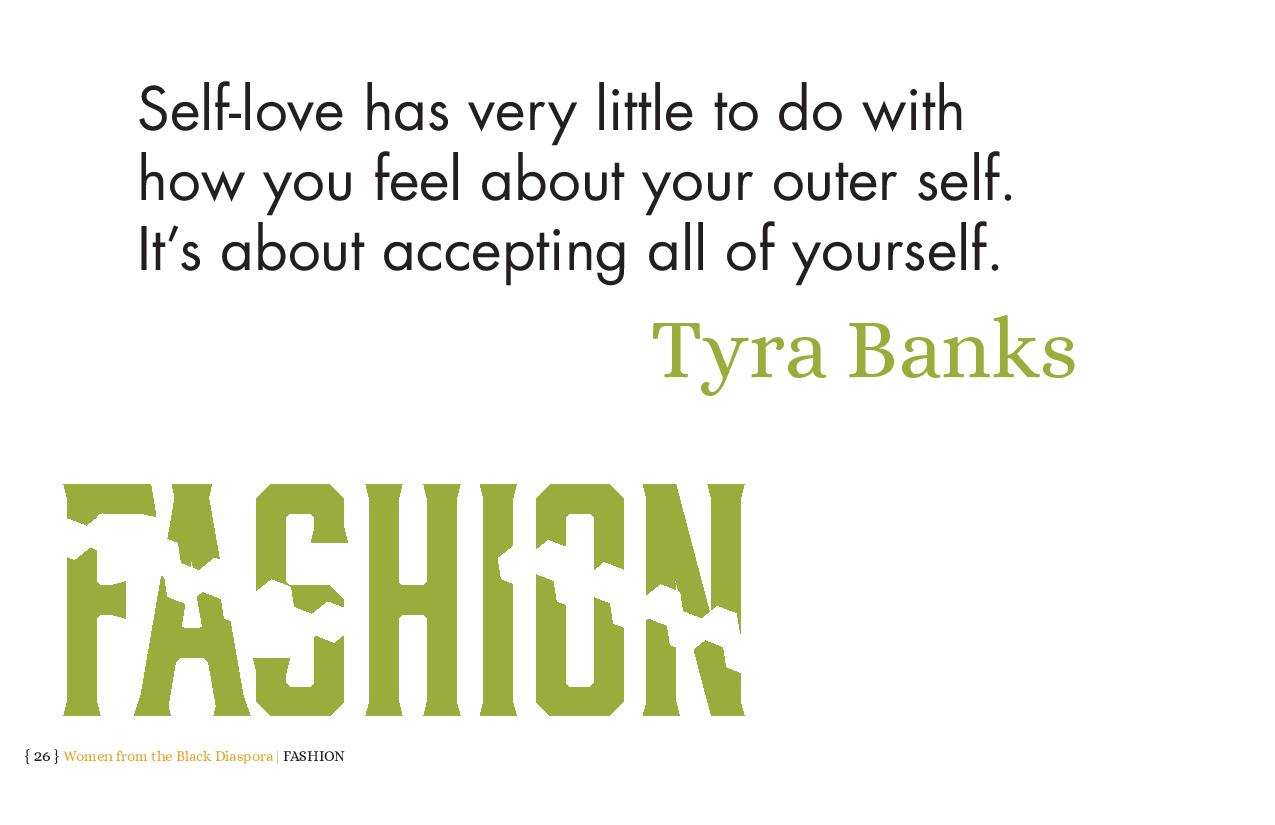 Self-love has very little to do with
how you feel about your outer self.
It’s about accepting all of yourself.
Tyra Banks
FASHION
{ 26 } Women from the Black Diaspora | FASHION